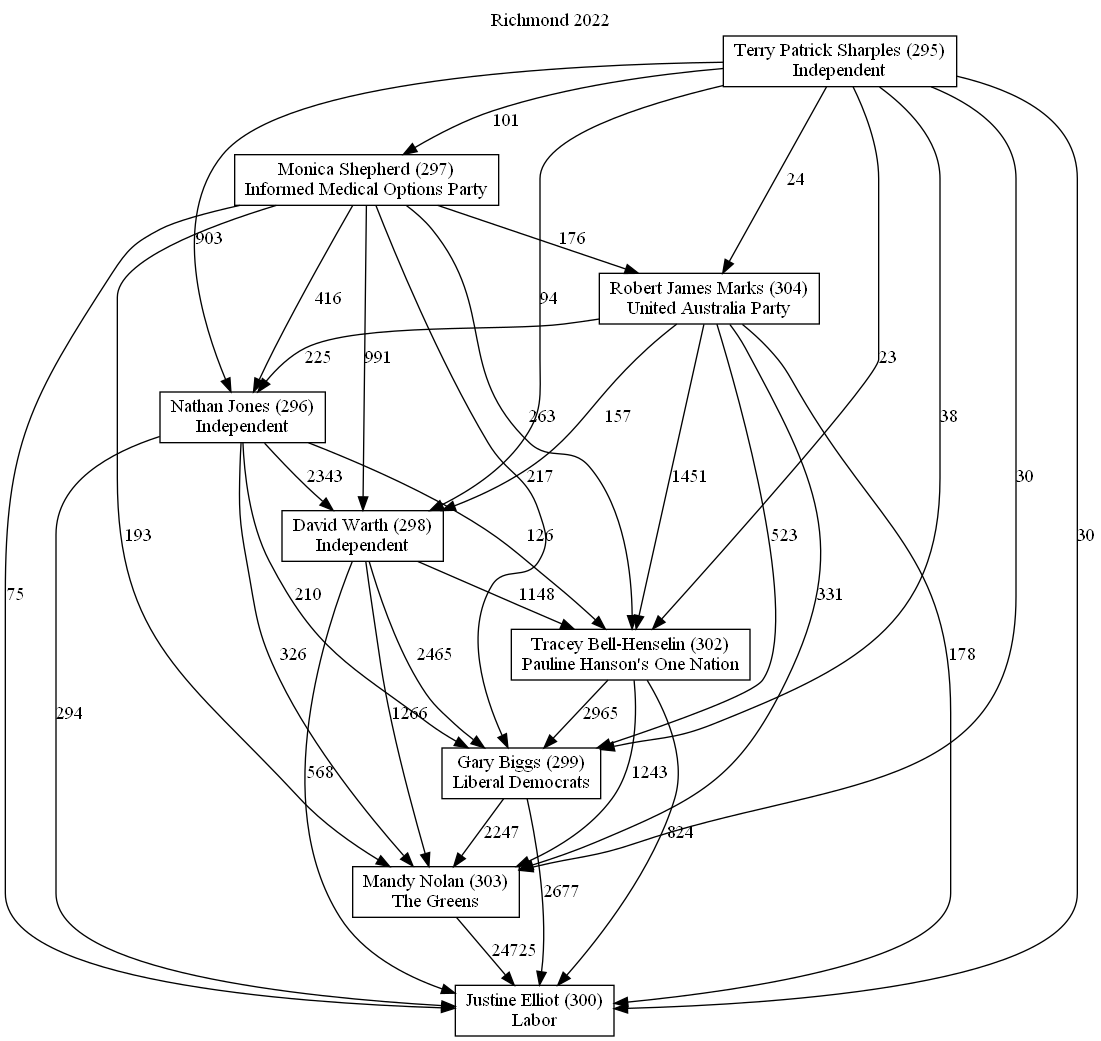 Richmond 2022
Terry Patrick Sharples (295)
Independent
101
Monica Shepherd (297)
Informed Medical Options Party
24
903
176
Robert James Marks (304)
United Australia Party
416
94
225
991
23
Nathan Jones (296)
Independent
263
157
38
2343
217
1451
30
David Warth (298)
Independent
126
523
30
193
75
210
1148
331
Tracey Bell-Henselin (302)
Pauline Hanson's One Nation
326
2465
178
294
1266
2965
Gary Biggs (299)
Liberal Democrats
568
1243
2247
824
Mandy Nolan (303)
The Greens
2677
24725
Justine Elliot (300)
Labor